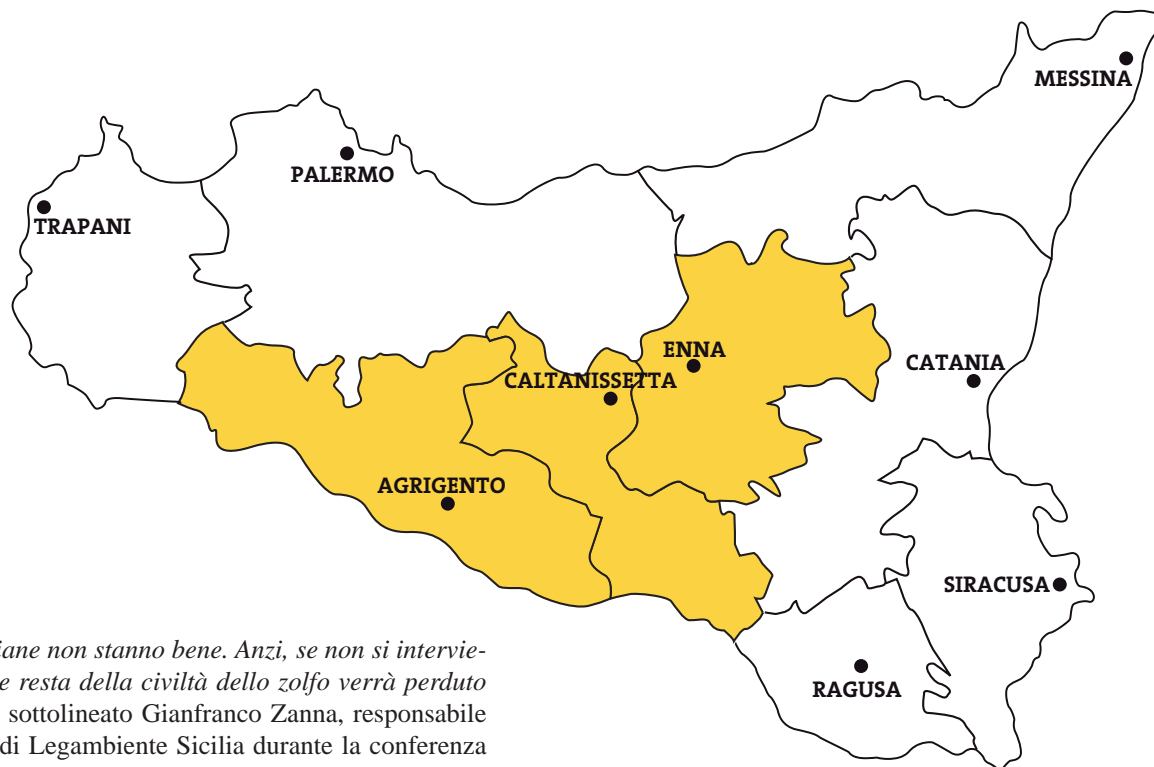 MESSINA
PALERMO
TRAPANI
ENNA
CATANIA
CALTANISSETTA
AGRIGENTO
SIRACUSA
RAGUSA
iane non stanno bene. Anzi, se non si intervie-
e resta della civiltà dello zolfo verrà perduto
sottolineato Gianfranco Zanna, responsabile
di Legambiente Sicilia durante la conferenza